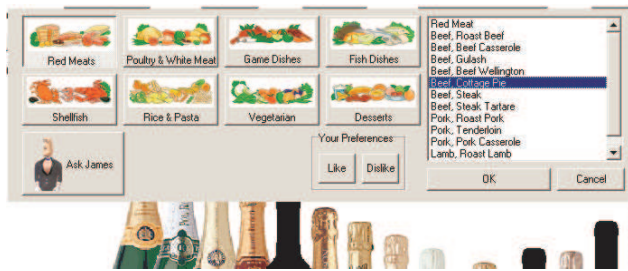 Red Meats
Poultry & White Meat
Game Dishes
Fish Dishes
Shellfish
Rice & Pasta
Vegetarian
Desserts
Ask James
Your Preferences
Like
Dislike
Red Meat
Beef, Roast Beef
Beef, Beef Casserole
Beef, Gulash
Beef, Beef Wellington
Beef, Cottage Pie
Beef, Steak
Beef, Steak Tartare
Pork, Roast Pork
Pork, Tenderloin
Pork, Pork Casserole
Lamb, Roast Lamb
OK
Cancel